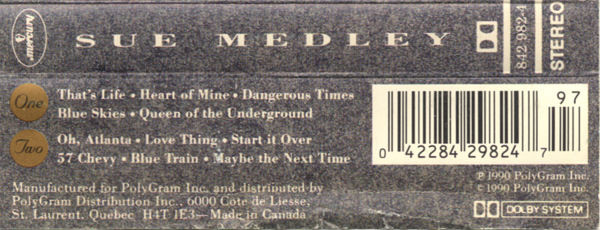 mercury
SUE MEDLEY
842 982-4
STEREO
One
That's Life • Heart of Mine • Dangerous Times
Blue Skies • Queen of the Underground
Two
Oh, Atlanta • Love Thing • Start it Over
57 Chevy • Blue Train • Maybe the Next Time
Manufactured for PolyGram Inc. and distributed by
PolyGram Distribution Inc., 6000 Cote de Liesse,
St. Laurent, Quebec H4T 1E3— Made in Canada
97
0 42284 29824 7
℗ 1990 PolyGram Inc.
© 1990 PolyGram Inc.
DOLBY SYSTEM